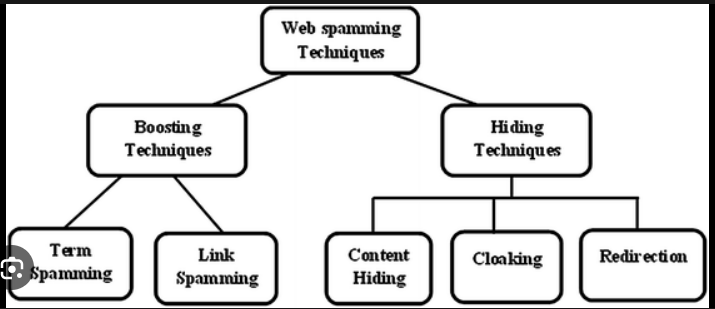 Web spamming
Techniques
Boosting
Techniques
Hiding
Techniques
Term
Spamming
Link
Spamming
Content
Hiding
Cloaking
Redirection